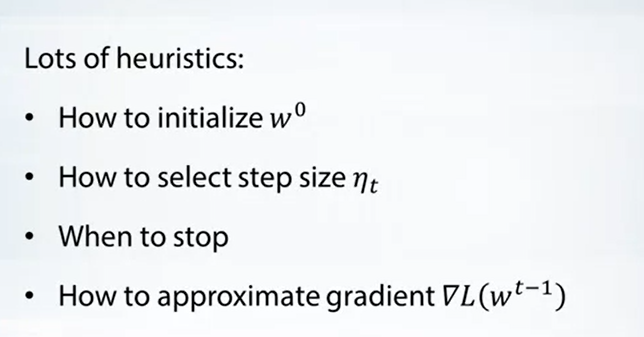 Lots of heuristics:
• How to initialize w⁰
• How to select step size ηₜ
• When to stop
• How to approximate gradient ∇L(wᵗ⁻¹)